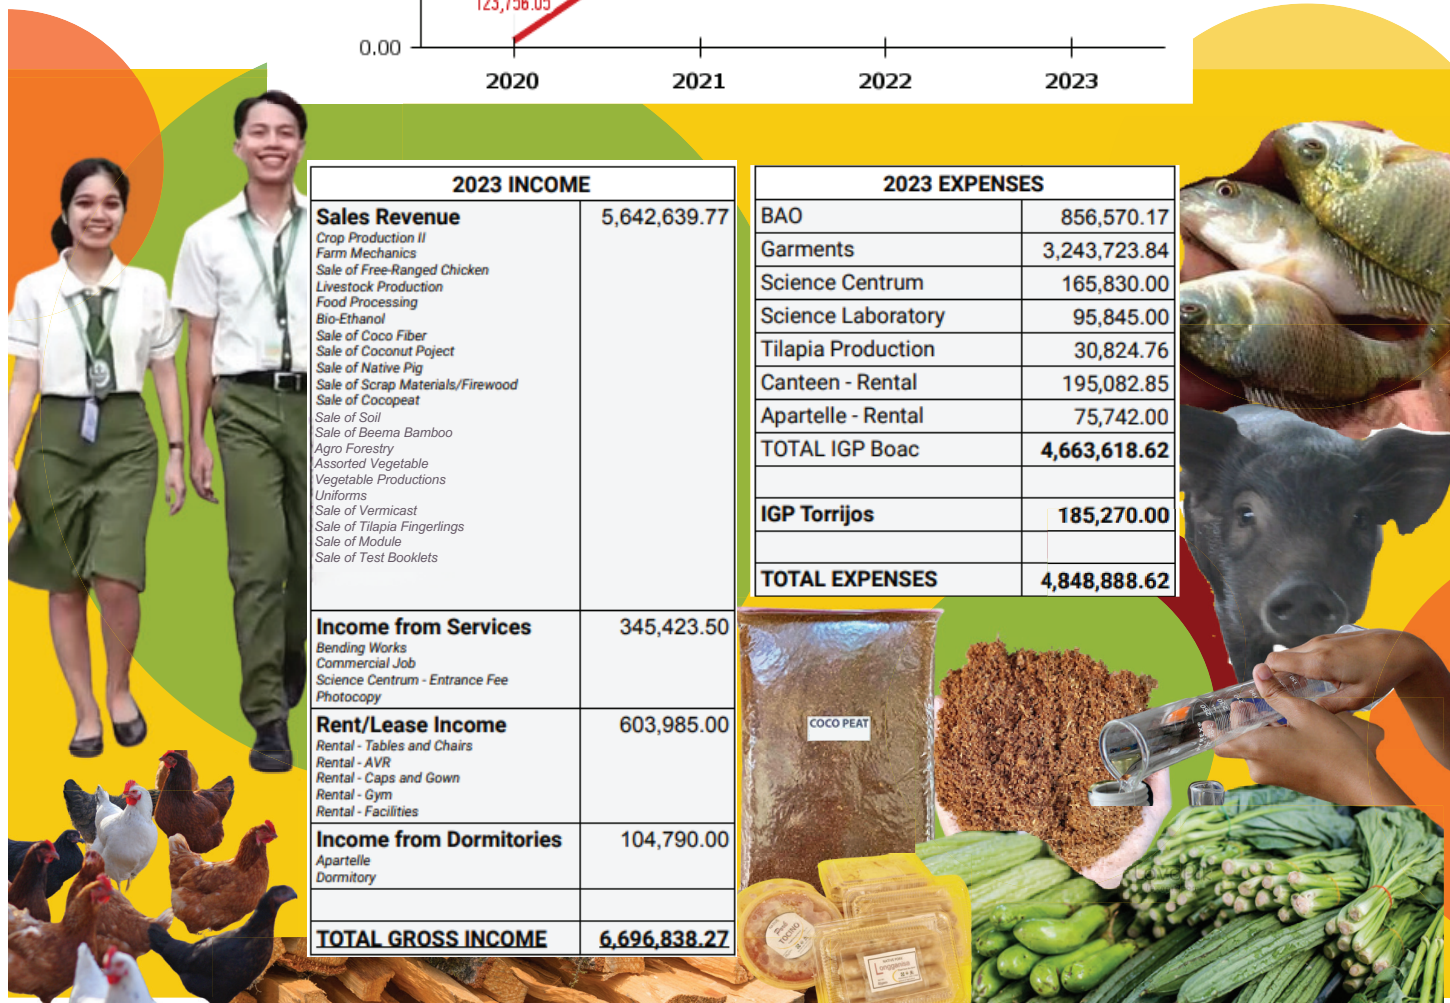 123,756.05
0.00
2020 2021 2022 2023
2023 INCOME
Sales Revenue 5,642,639.77
Crop Production II
Farm Mechanics
Sale of Free-Ranged Chicken
Livestock Production
Food Processing
Bio-Ethanol
Sale of Coco Fiber
Sale of Coconut Poject
Sale of Native Pig
Sale of Scrap Materials/Firewood
Sale of Cocopeat
Sale of Soil
Sale of Beema Bamboo
Agro Forestry
Assorted Vegetable
Vegetable Productions
Uniforms
Sale of Vermicast
Sale of Tilapia Fingerlings
Sale of Module
Sale of Test Booklets
Income from Services 345,423.50
Bending Works
Commercial Job
Science Centrum - Entrance Fee
Photocopy
Rent/Lease Income 603,985.00
Rental - Tables and Chairs
Rental - AVR
Rental - Caps and Gown
Rental - Gym
Rental - Facilities
Income from Dormitories 104,790.00
Apartelle
Dormitory
TOTAL GROSS INCOME 6,696,838.27
2023 EXPENSES
BAO 856,570.17
Garments 3,243,723.84
Science Centrum 165,830.00
Science Laboratory 95,845.00
Tilapia Production 30,824.76
Canteen - Rental 195,082.85
Apartelle - Rental 75,742.00
TOTAL IGP Boac 4,663,618.62
IGP Torrijos 185,270.00
TOTAL EXPENSES 4,848,888.62
COCO PEAT
TOCINO
Longganisa